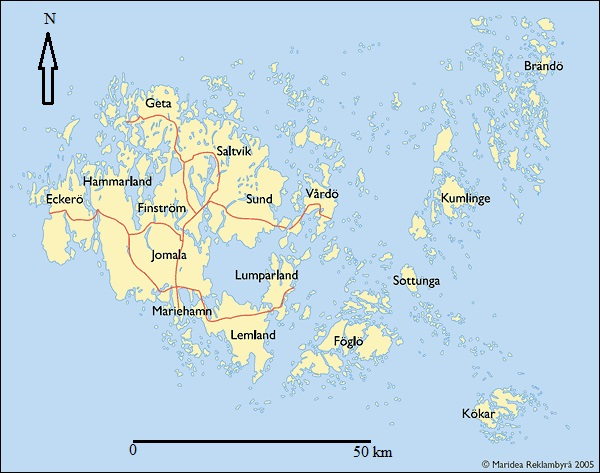 N
Brändö
Geta
Saltvik
Hammarland
Eckerö
Finström
Sund
Vårdö
Kumlinge
Jomala
Lumparland
Sottunga
Mariehamn
Lemland
Föglö
Kökar
0
50 km
© Maridea Reklambyrå 2005